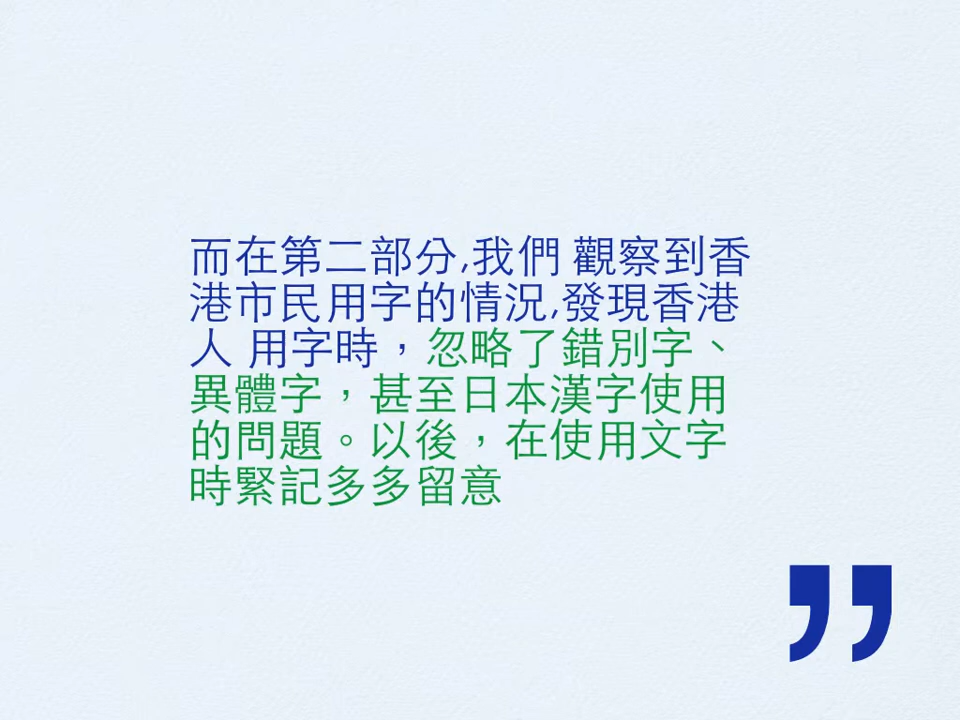 而在第二部分,我們 觀察到香
港市民用字的情況,發現香港
人 用字時，忽略了錯別字、
異體字，甚至日本漢字使用
的問題。以後，在使用文字
時緊記多多留意
”